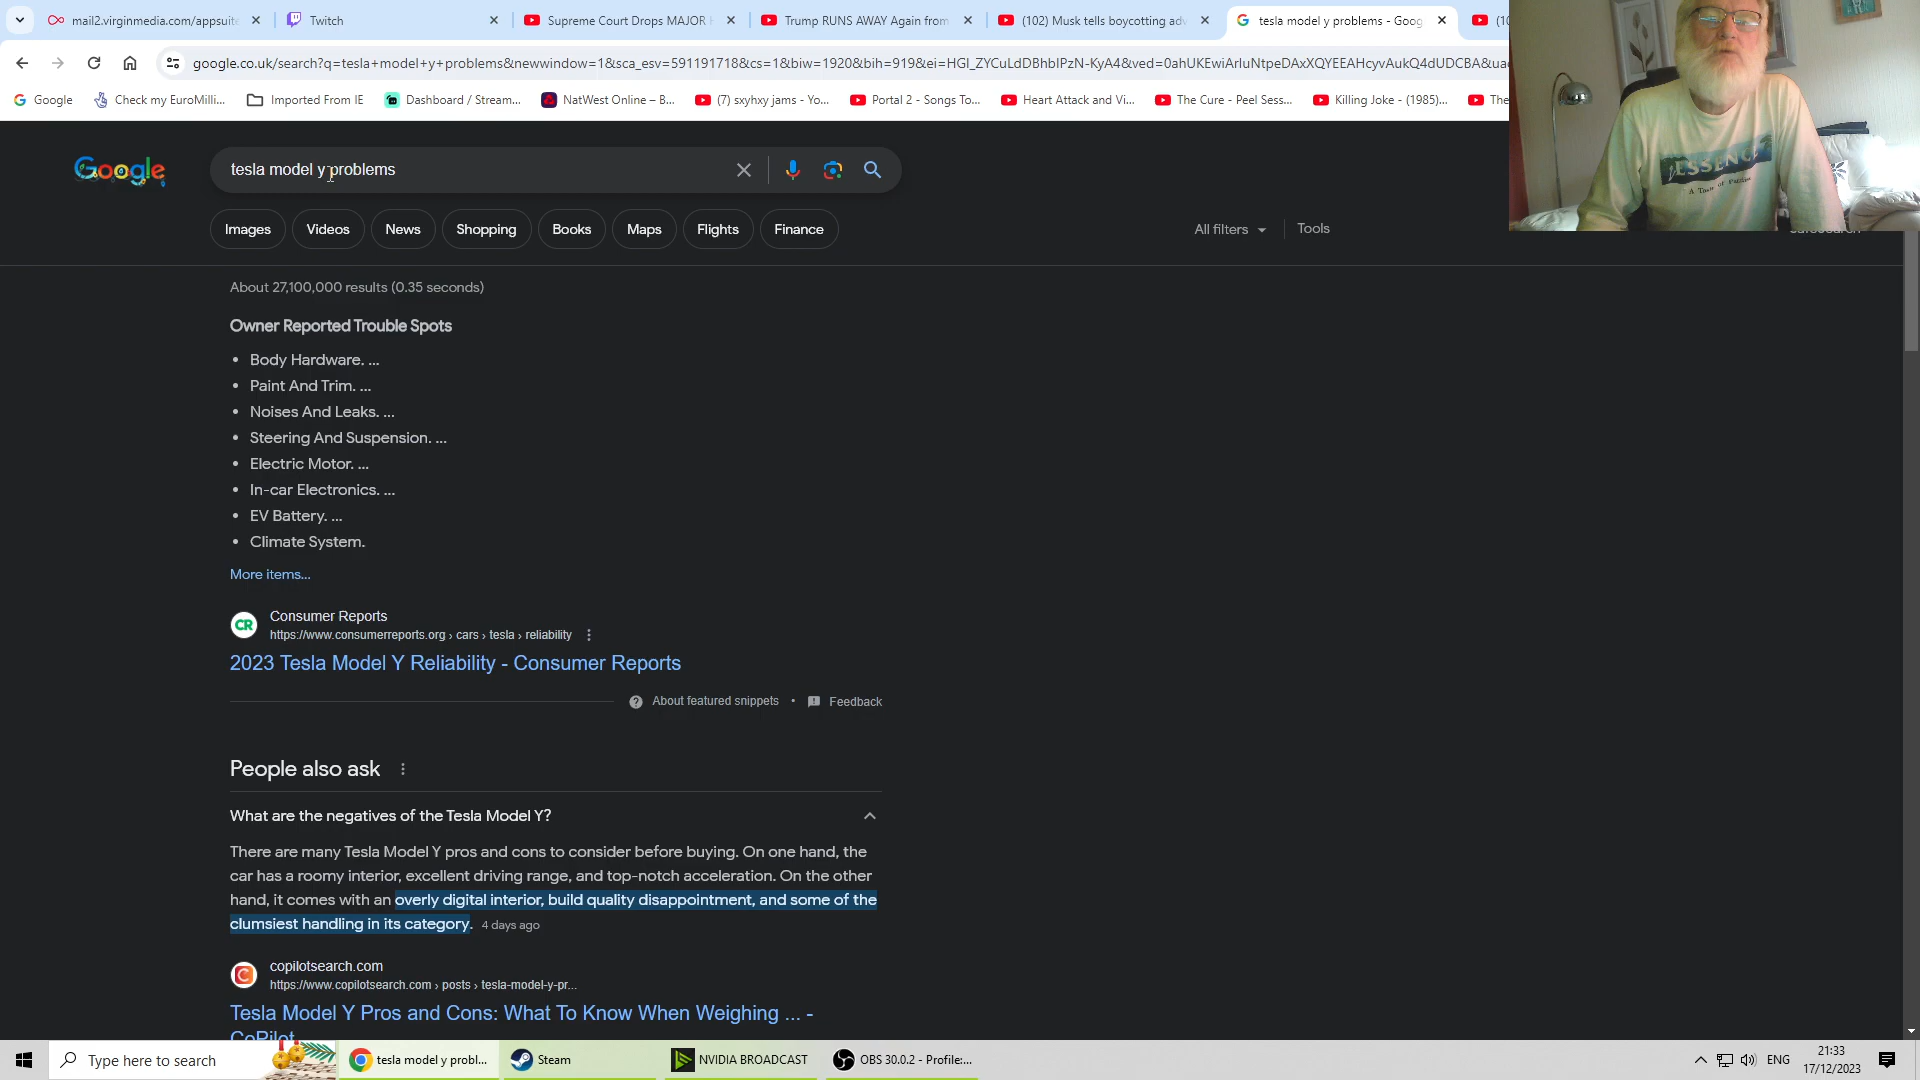 mail2.virginmedia.com/appsuite
Twitch
Supreme Court Drops MAJOR
Trump RUNS AWAY Again from
(102) Musk tells boycotting adv
tesla model y problems - Goog
google.co.uk/search?q=tesla+model+y+problems&newwindow=1&sca_esv=591191718&cs=1&biw=1920&bih=919&ei=HGl_ZYCuLdDBhbIPzN-KyA4&ved=0ahUKEwiArIuNtpeDAxXQYEEAHcyvAukQ4dUDCBA&uac
Google
Check my EuroMilli...
Imported From IE
Dashboard / Stream...
NatWest Online – B...
(7) sxyhxy jams - Yo...
Portal 2 - Songs To...
Heart Attack and Vi...
The Cure - Peel Sess...
Killing Joke - (1985)...
The
Google
tesla model y problems
Images
Videos
News
Shopping
Books
Maps
Flights
Finance
All filters
Tools
SafeSearch
About 27,100,000 results (0.35 seconds)
Owner Reported Trouble Spots
• Body Hardware. ...
• Paint And Trim. ...
• Noises And Leaks. ...
• Steering And Suspension. ...
• Electric Motor. ...
• In-car Electronics. ...
• EV Battery. ...
• Climate System.
More items...
CR
Consumer Reports
https://www.consumerreports.org › cars › tesla › reliability
2023 Tesla Model Y Reliability - Consumer Reports
About featured snippets • Feedback
People also ask
What are the negatives of the Tesla Model Y?
There are many Tesla Model Y pros and cons to consider before buying. On one hand, the
car has a roomy interior, excellent driving range, and top-notch acceleration. On the other
hand, it comes with an overly digital interior, build quality disappointment, and some of the
clumsiest handling in its category. 4 days ago
copilotsearch.com
https://www.copilotsearch.com › posts › tesla-model-y-pr...
Tesla Model Y Pros and Cons: What To Know When Weighing ... -
CoPilot
Type here to search
tesla model y probl...
Steam
NVIDIA BROADCAST
OBS 30.0.2 - Profile:...
ENG
21:33
17/12/2023